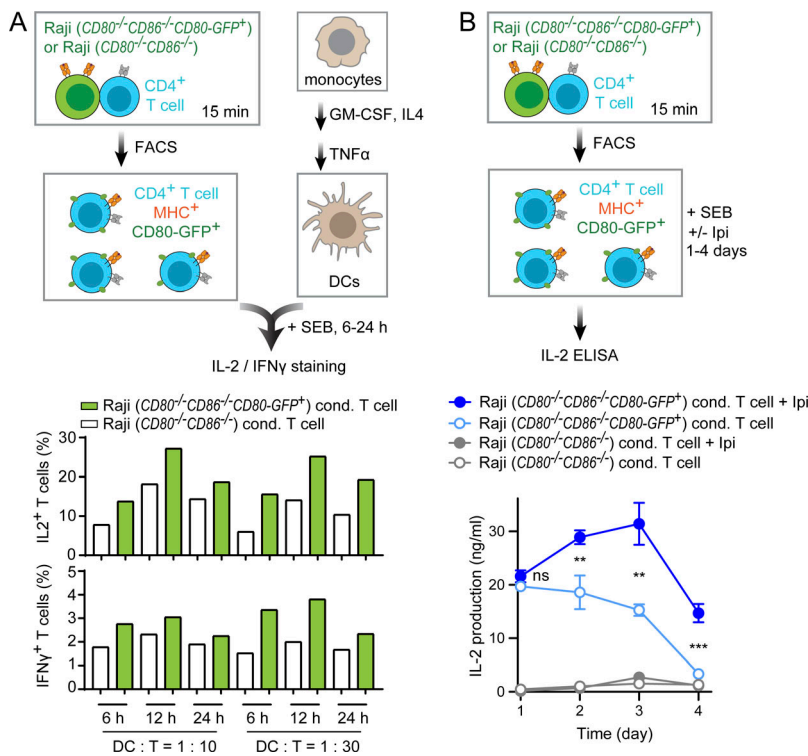 A
Raji (CD80-/-CD86-/-CD80-GFP+)
or Raji (CD80-/-CD86-/-)
CD4+
T cell
15 min
FACS
CD4+ T cell
MHC+
CD80-GFP+
monocytes
GM-CSF, IL4
TNFα
DCs
+ SEB, 6-24 h
IL-2 / IFNγ staining
Raji (CD80-/-CD86-/-CD80-GFP+) cond. T cell
Raji (CD80-/-CD86-/-) cond. T cell
IL2+ T cells (%)
30
20
10
0
IFNγ+ T cells (%)
5
4
3
2
1
0
6 h 12 h 24 h 6 h 12 h 24 h
DC : T = 1 : 10 DC : T = 1 : 30
B
Raji (CD80-/-CD86-/-CD80-GFP+)
or Raji (CD80-/-CD86-/-)
CD4+
T cell
15 min
FACS
CD4+ T cell
MHC+
CD80-GFP+
+ SEB
+/- Ipi
1-4 days
IL-2 ELISA
Raji (CD80-/-CD86-/-CD80-GFP+) cond. T cell + Ipi
Raji (CD80-/-CD86-/-CD80-GFP+) cond. T cell
Raji (CD80-/-CD86-/-) cond. T cell + Ipi
Raji (CD80-/-CD86-/-) cond. T cell
IL-2 production (ng/ml)
30
20
10
0
ns
**
**
***
1 2 3 4
Time (day)